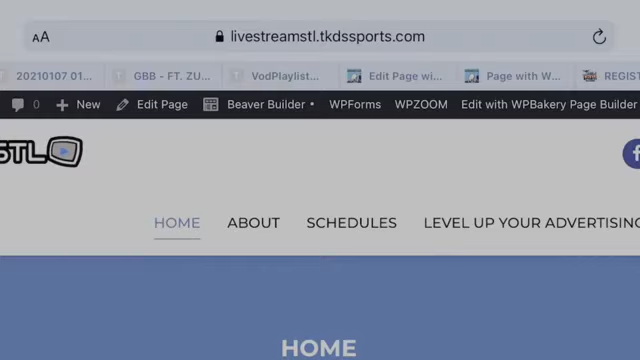 AA livestreamstl.tkdssports.com
20210107 01... GBB - FT. ZU... VodPlaylist... Edit Page wi... Page with W... REGIST
0 New Edit Page Beaver Builder WPForms WPZOOM Edit with WPBakery Page Builder
STL
HOME ABOUT SCHEDULES LEVEL UP YOUR ADVERTISING
HOME